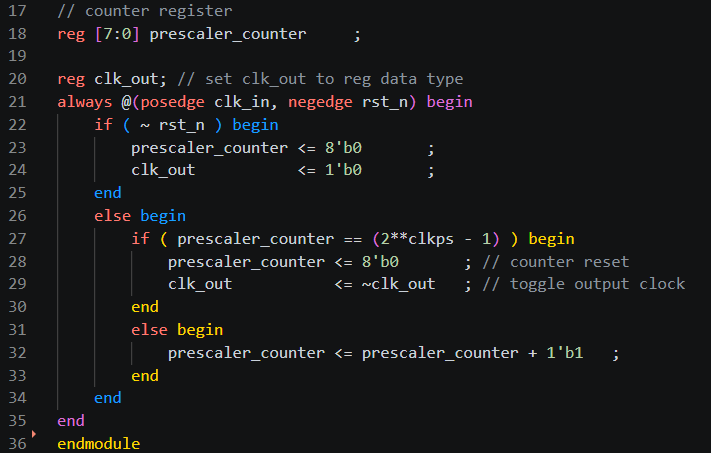 17 // counter register
18 reg [7:0] prescaler_counter ;
19
20 reg clk_out; // set clk_out to reg data type
21 always @(posedge clk_in, negedge rst_n) begin
22 if ( ~ rst_n ) begin
23 prescaler_counter <= 8'b0 ;
24 clk_out <= 1'b0 ;
25 end
26 else begin
27 if ( prescaler_counter == (2**clkps - 1) ) begin
28 prescaler_counter <= 8'b0 ; // counter reset
29 clk_out <= ~clk_out ; // toggle output clock
30 end
31 else begin
32 prescaler_counter <= prescaler_counter + 1'b1 ;
33 end
34 end
35 end
36 endmodule